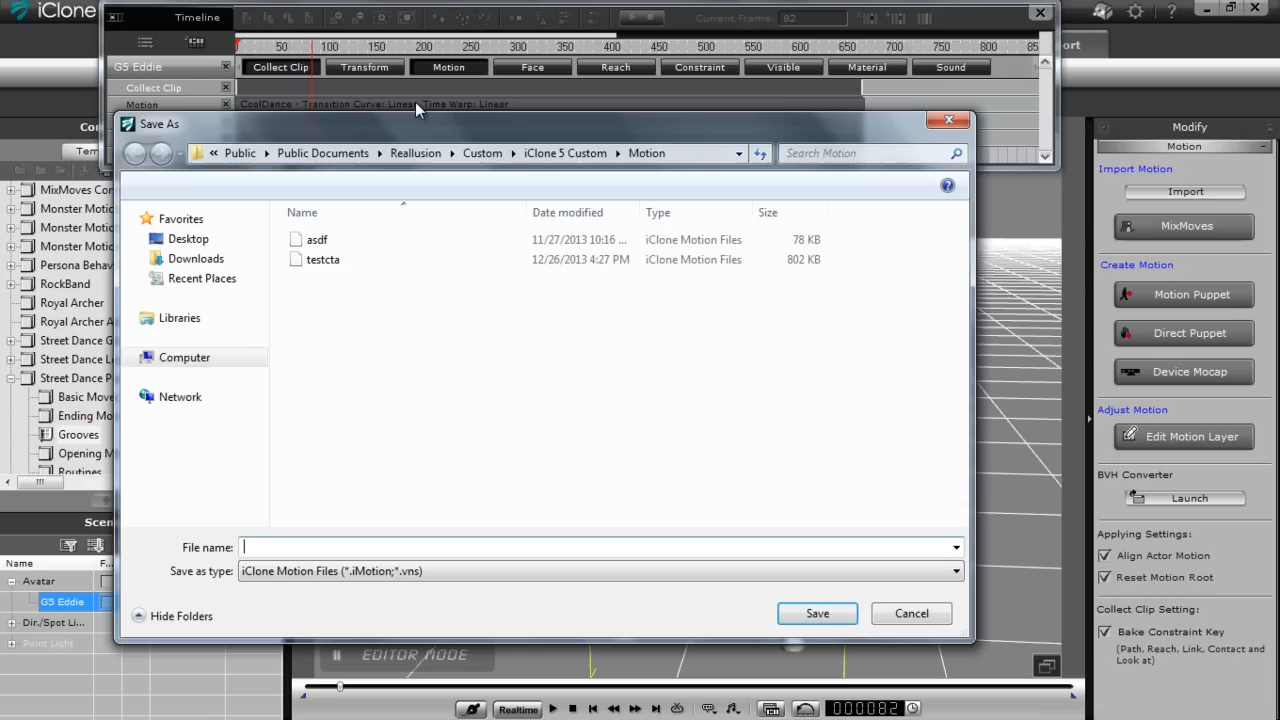 iClone
Timeline
Current Frame: 82
50 100 150 200 250 300 350 400 450 500 550 600 650 700 750 800 85
G5 Eddie
Collect Clip Transform Motion Face Reach Constraint Visible Material Sound
Collect Clip
Motion
CoolDance - Transition Curve: Linear, Time Warp: Linear
port
Save As
« Public Public Documents Reallusion Custom iClone 5 Custom Motion
Search Motion
Name Date modified Type Size
asdf 11/27/2013 10:16 ... iClone Motion Files 78 KB
testcta 12/26/2013 4:27 PM iClone Motion Files 802 KB
Favorites
Desktop
Downloads
Recent Places
Libraries
Computer
Network
File name:
Save as type: iClone Motion Files (*.iMotion;*.vns)
Hide Folders
Save Cancel
Con
Tem
MixMoves Con
Monster Motic
Monster Motic
Monster Motic
Persona Behav
RockBand
Royal Archer
Royal Archer A
Street Dance G
Street Dance L
Street Dance P
Basic Move
Ending Mo
Grooves
Opening M
Routines
Scen
Name F...
Avatar
G5 Eddie
Dir./Spot Li...
Point Light
EDITOR MODE
Realtime
000082
Modify
Motion
Import Motion
Import
MixMoves
Create Motion
Motion Puppet
Direct Puppet
Device Mocap
Adjust Motion
Edit Motion Layer
BVH Converter
Launch
Applying Settings:
Align Actor Motion
Reset Motion Root
Collect Clip Setting:
Bake Constraint Key
(Path, Reach, Link, Contact and
Look at)